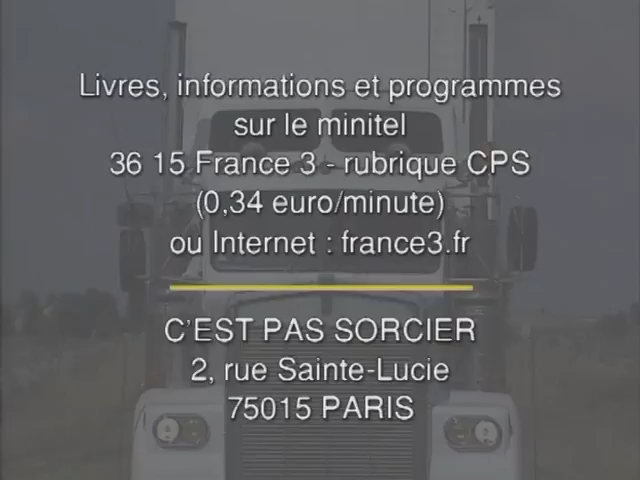 Livres, informations et programmes
sur le minitel
36 15 France 3 - rubrique CPS
(0,34 euro/minute)
ou Internet : france3.fr
C'EST PAS SORCIER
2, rue Sainte-Lucie
75015 PARIS